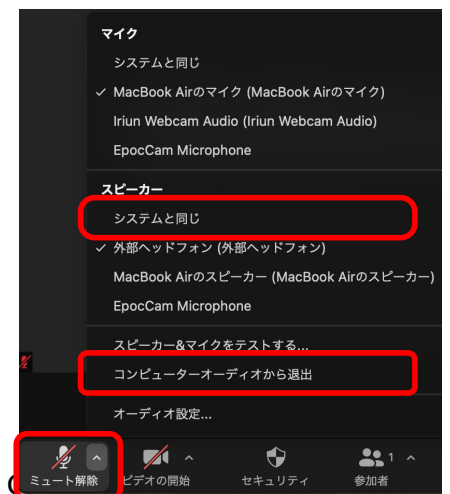 マイク
システムと同じ
✓ MacBook Airのマイク (MacBook Airのマイク)
Iriun Webcam Audio (Iriun Webcam Audio)
EpocCam Microphone
スピーカー
システムと同じ
✓ 外部ヘッドフォン (外部ヘッドフォン)
MacBook Airのスピーカー (MacBook Airのスピーカー)
EpocCam Microphone
スピーカー&マイクをテストする...
コンピューターオーディオから退出
オーディオ設定...
1
ミュート解除 ビデオの開始 セキュリティ 参加者